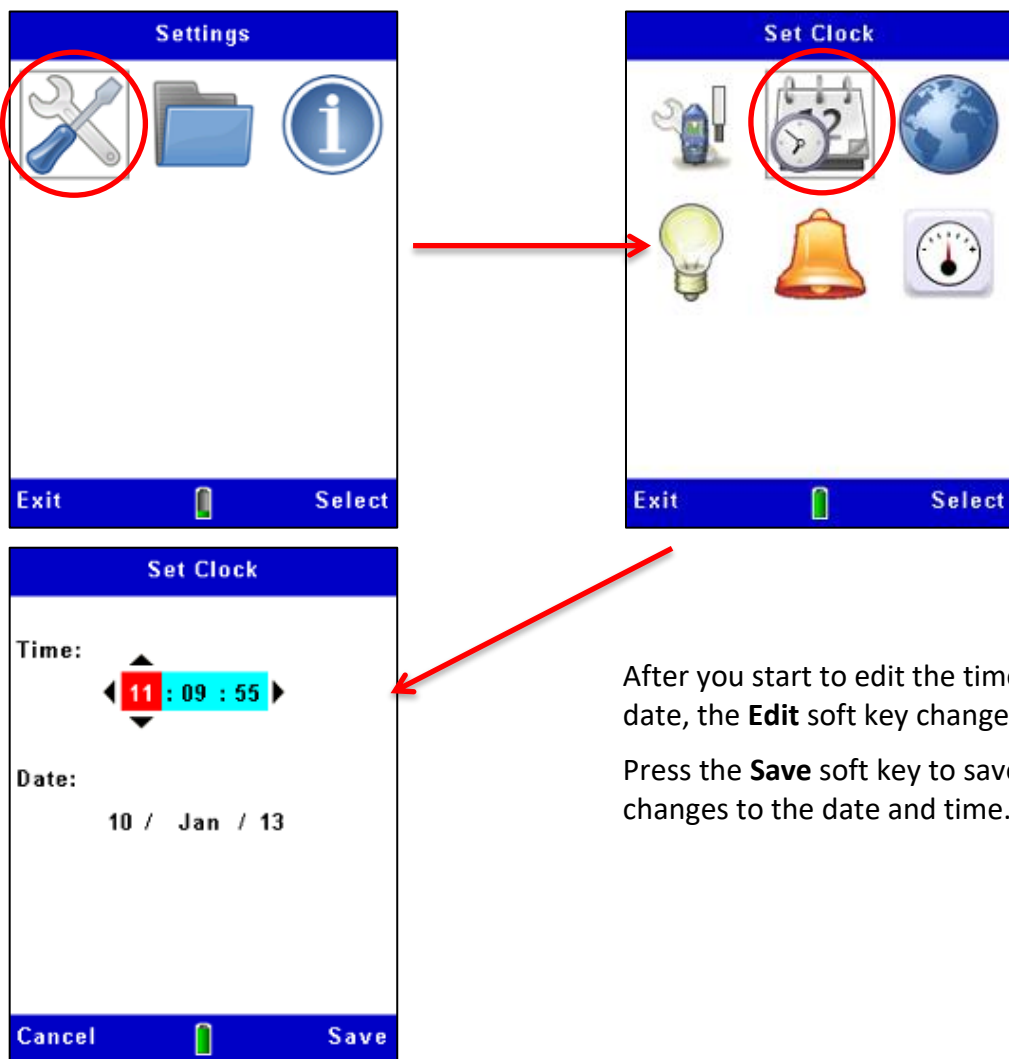 Settings
Exit
Select
Set Clock
12
Exit
Select
Set Clock
Time:
11 : 09 : 55
Date:
10 / Jan / 13
Cancel
Save
After you start to edit the time
date, the Edit soft key change
Press the Save soft key to save
changes to the date and time.